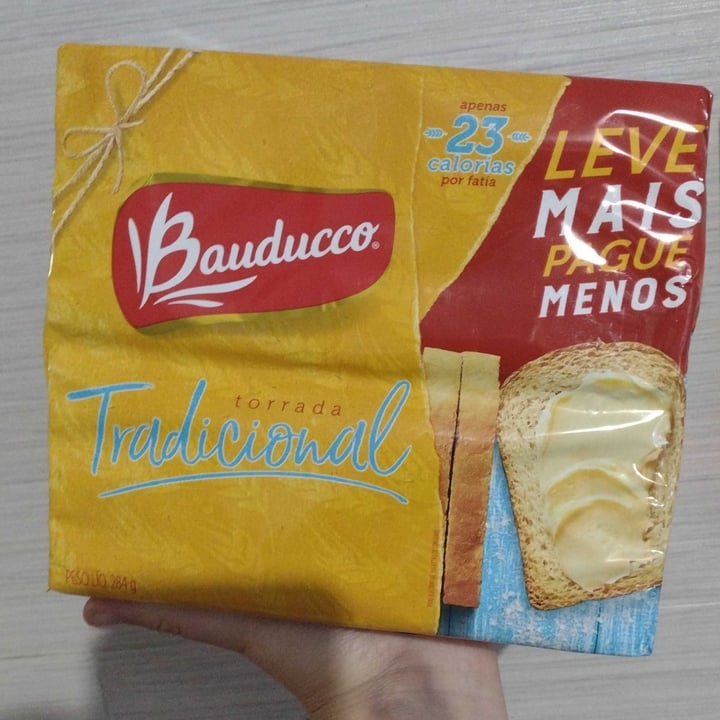 Bauducco®
torrada
Tradicional
PESO LÍQ. 284 g
apenas
23
calorias
por fatia
LEVE
MAIS
PAGUE
MENOS